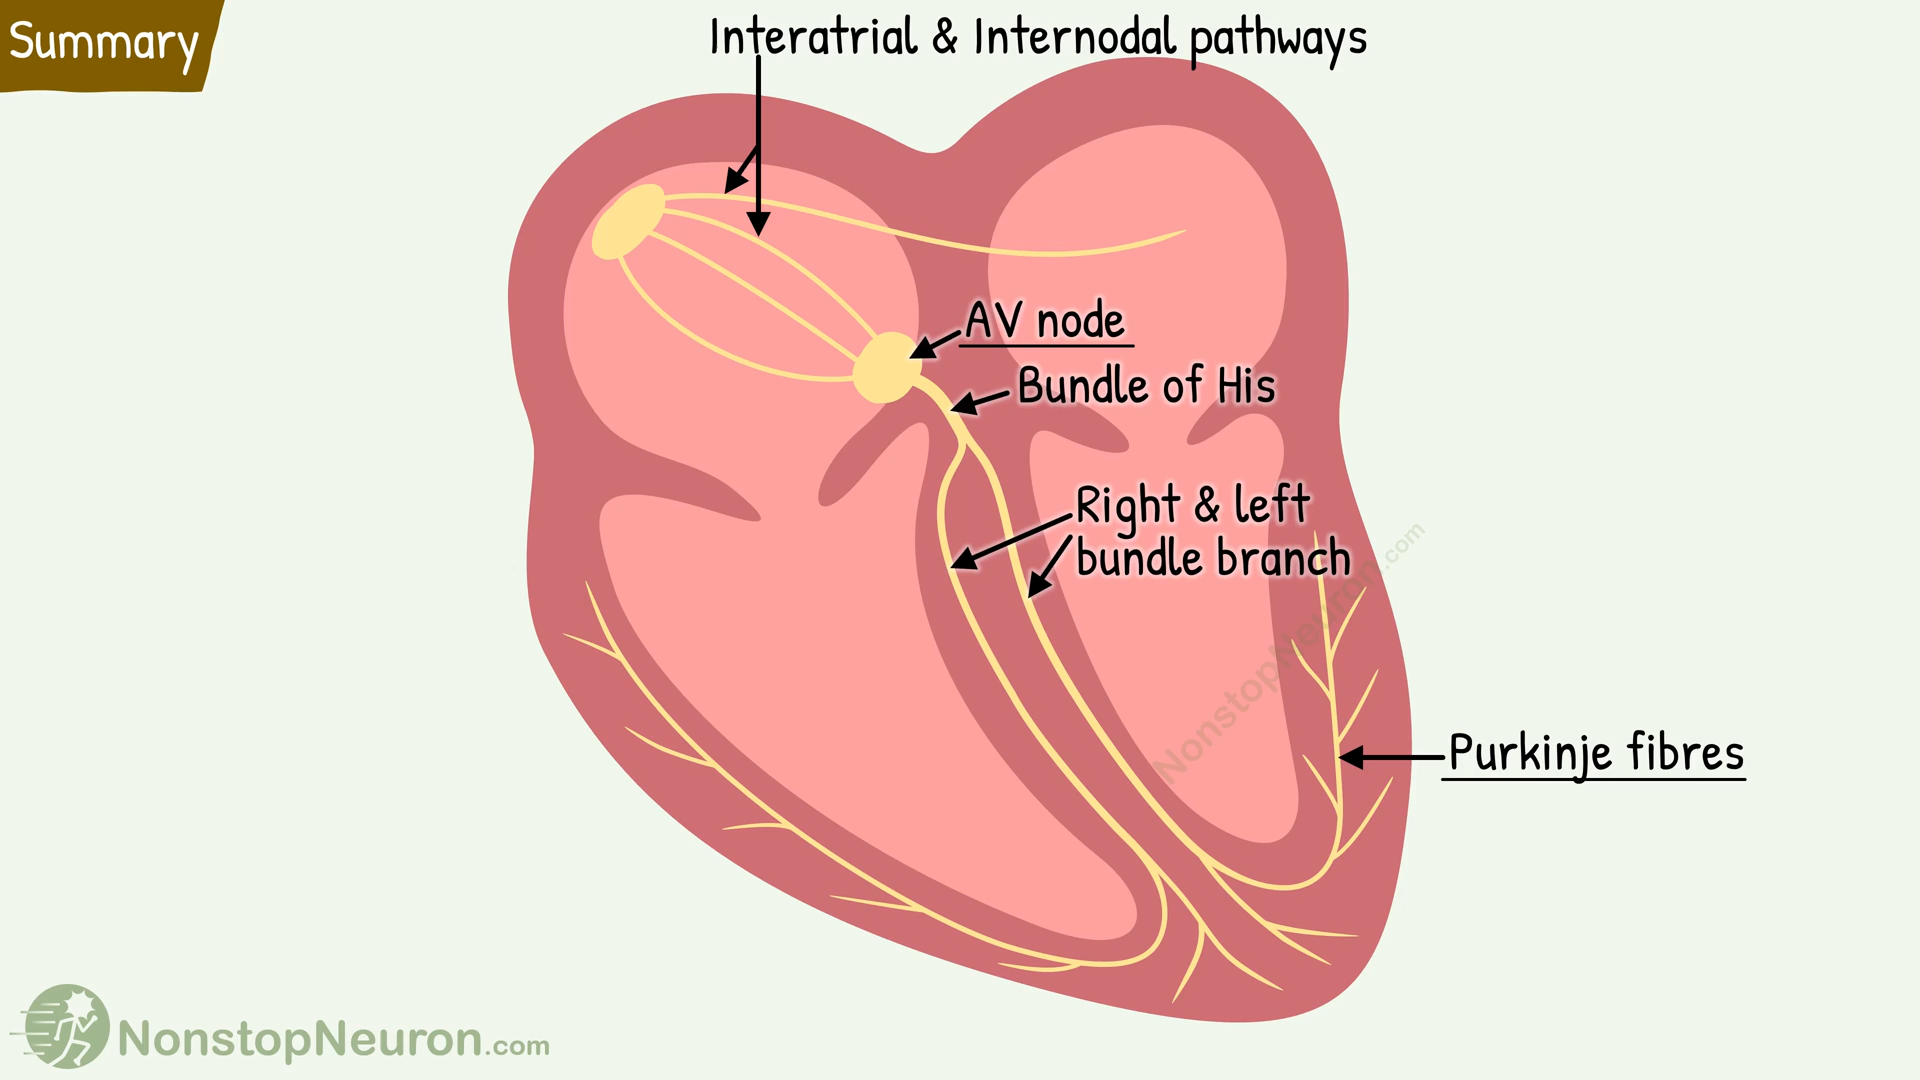 Summary
Interatrial & Internodal pathways
AV node
Bundle of His
Right & left
bundle branch
NonstopNeuron.com
Purkinje fibres
NonstopNeuron.com